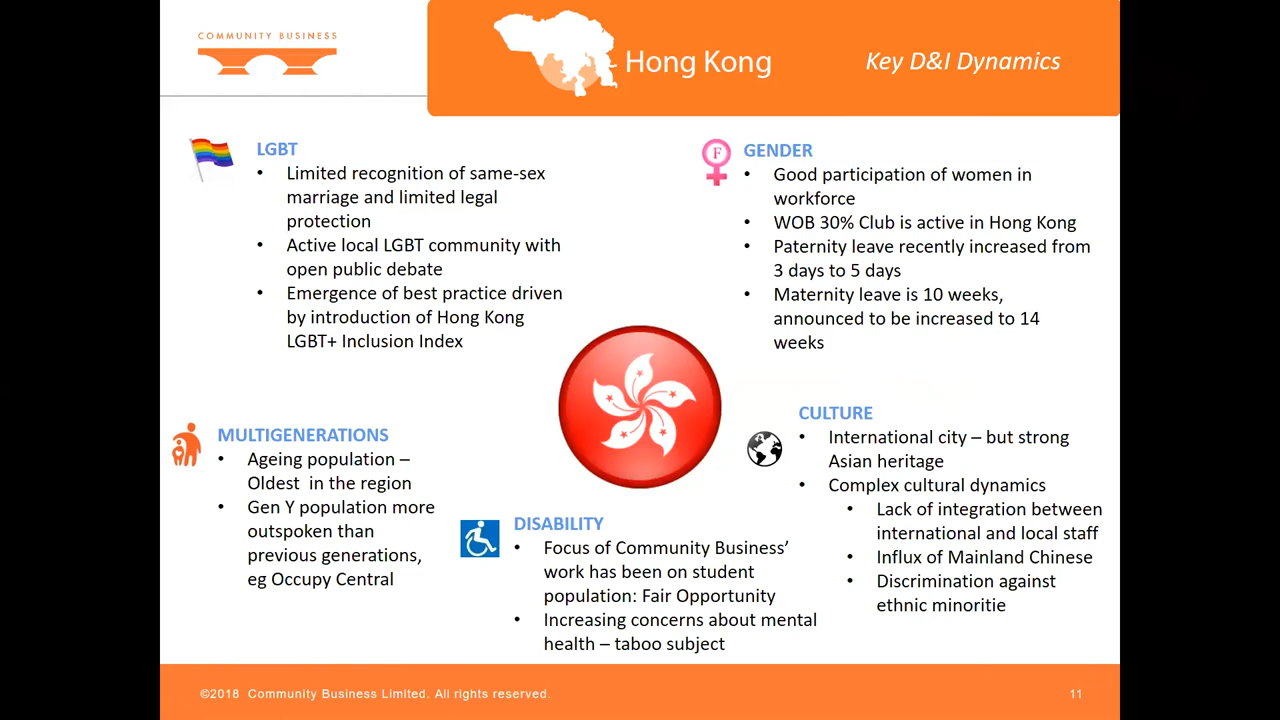 COMMUNITY BUSINESS
Hong Kong
Key D&I Dynamics
LGBT
• Limited recognition of same-sex
marriage and limited legal
protection
• Active local LGBT community with
open public debate
• Emergence of best practice driven
by introduction of Hong Kong
LGBT+ Inclusion Index
F
GENDER
• Good participation of women in
workforce
• WOB 30% Club is active in Hong Kong
• Paternity leave recently increased from
3 days to 5 days
• Maternity leave is 10 weeks,
announced to be increased to 14
weeks
MULTIGENERATIONS
• Ageing population –
Oldest in the region
• Gen Y population more
outspoken than
previous generations,
eg Occupy Central
DISABILITY
• Focus of Community Business’
work has been on student
population: Fair Opportunity
• Increasing concerns about mental
health – taboo subject
CULTURE
• International city – but strong
Asian heritage
• Complex cultural dynamics
• Lack of integration between
international and local staff
• Influx of Mainland Chinese
• Discrimination against
ethnic minoritie
©2018 Community Business Limited. All rights reserved.
11